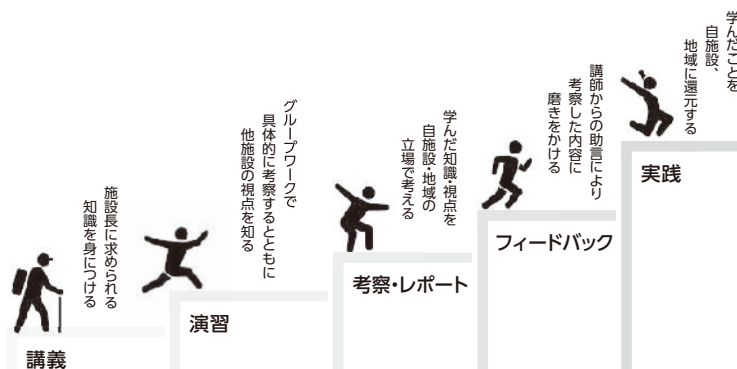 講義
施設長に求められる
知識を身につける
演習
グループワークで
具体的に考察するとともに
他施設の視点を知る
考察・レポート
学んだ知識・視点を
自施設・地域の
立場で考える
フィードバック
講師からの助言により
考察した内容に
磨きをかける
実践
学んだことを
自施設、
地域に還元する